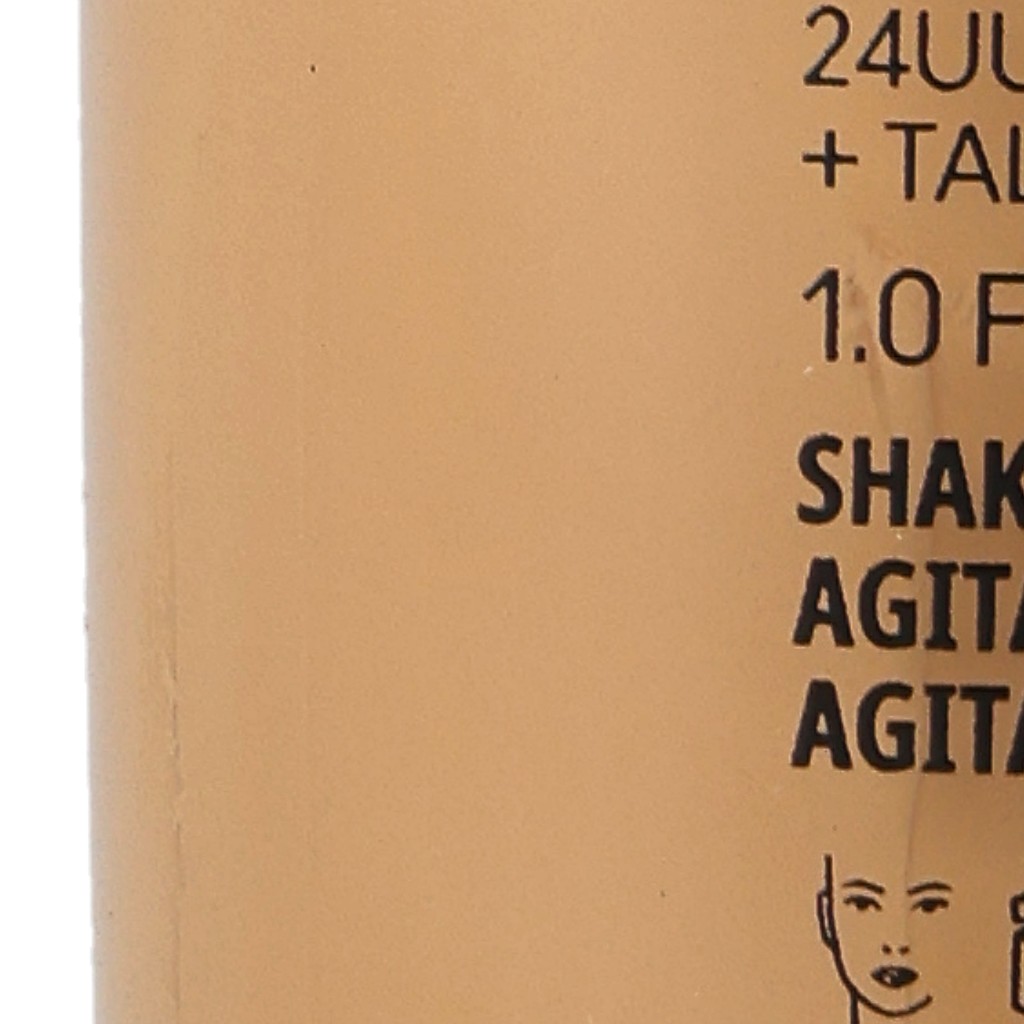 24UU
+ TAL
1.0 F
SHAK
AGITA
AGITA